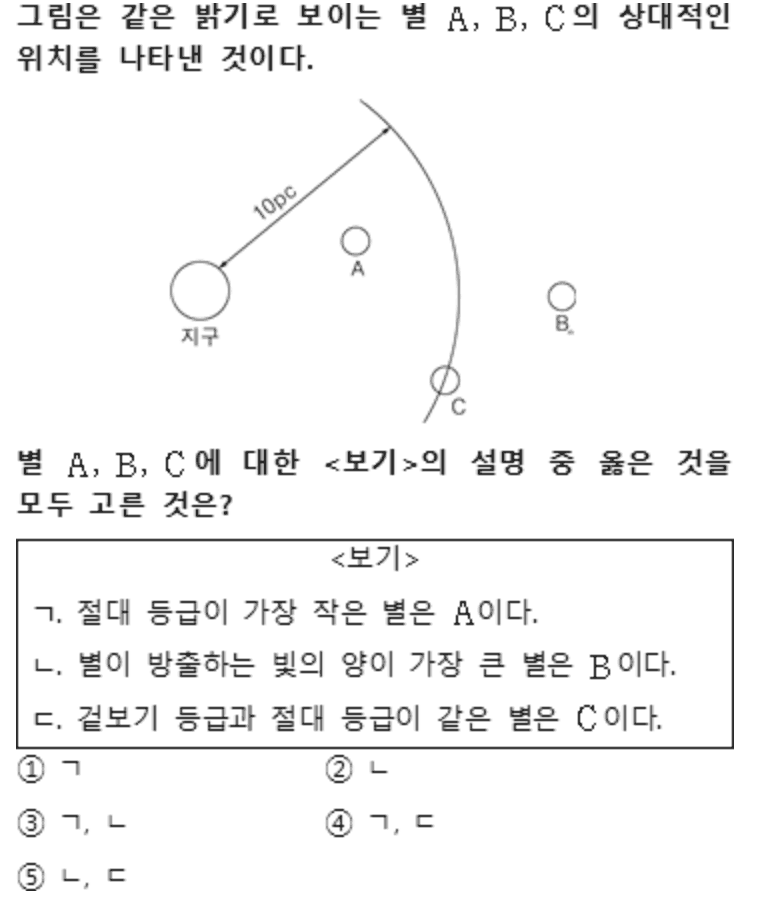 그림은 같은 밝기로 보이는 별 A, B, C의 상대적인
위치를 나타낸 것이다.
10pc
A
지구
B
C
별 A, B, C에 대한 <보기>의 설명 중 옳은 것을
모두 고른 것은?
<보기>
ㄱ. 절대 등급이 가장 작은 별은 A이다.
ㄴ. 별이 방출하는 빛의 양이 가장 큰 별은 B이다.
ㄷ. 겉보기 등급과 절대 등급이 같은 별은 C이다.
① ㄱ ② ㄴ
③ ㄱ, ㄴ ④ ㄱ, ㄷ
⑤ ㄴ, ㄷ